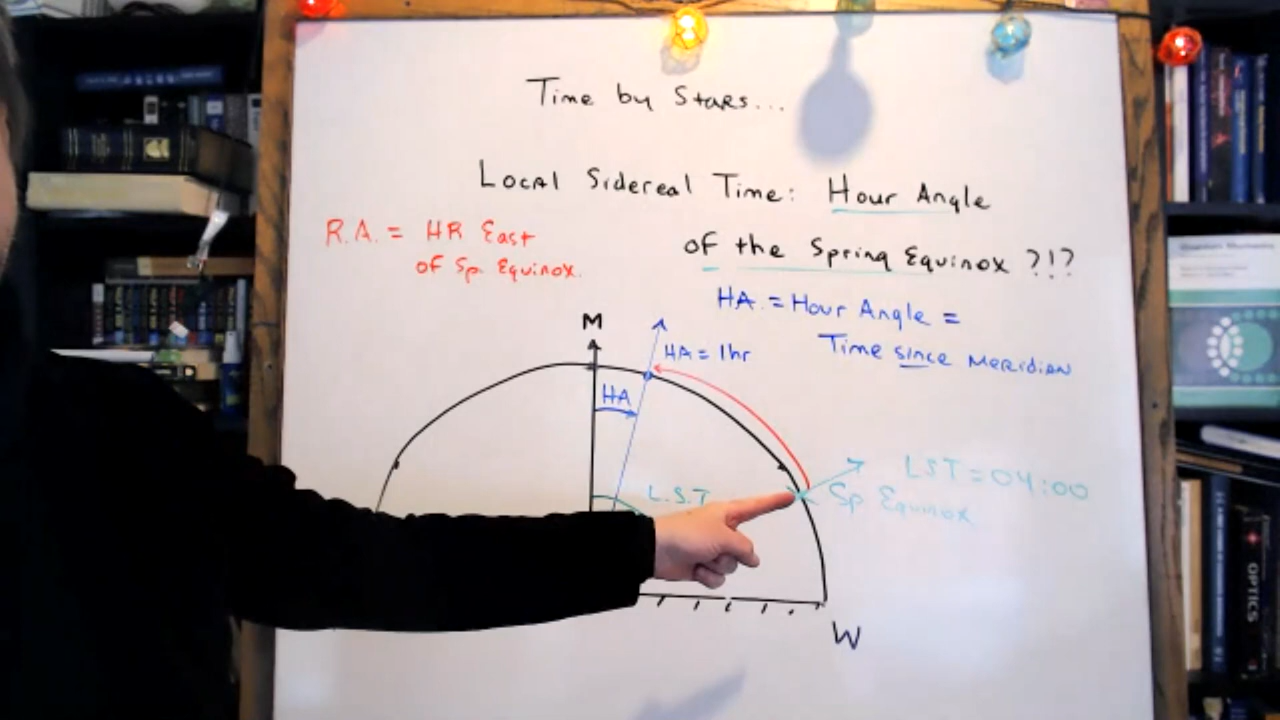 Time by Stars...
Local Sidereal Time: Hour Angle
of the Spring Equinox ?!?
R.A. = HR East
of Sp. Equinox.
HA. = Hour Angle =
Time since MERIDIAN
M
HA = 1hr
HA
L.S.T
LST = 04:00
Sp Equinox
W
OPTICS